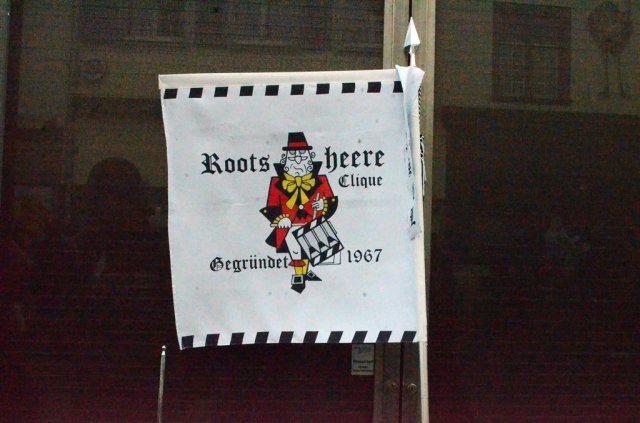 Roots heere
Clique
Gegründet 1967